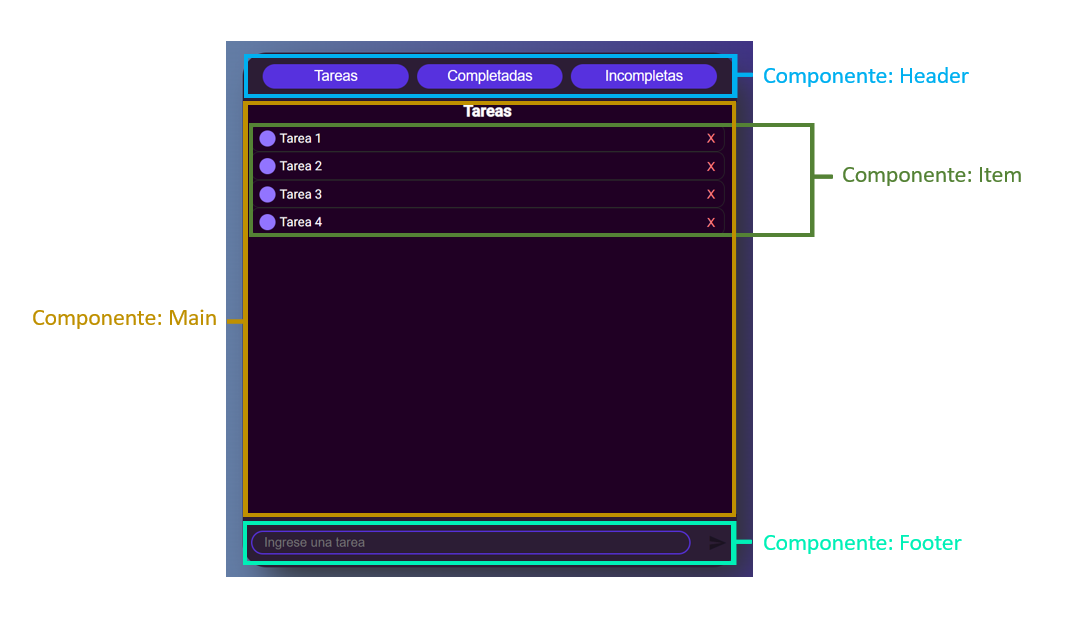 Tareas Completadas Incompletas
Componente: Header
Tareas
Tarea 1 X
Tarea 2 X
Tarea 3 X
Tarea 4 X
Componente: Item
Componente: Main
Ingrese una tarea
Componente: Footer